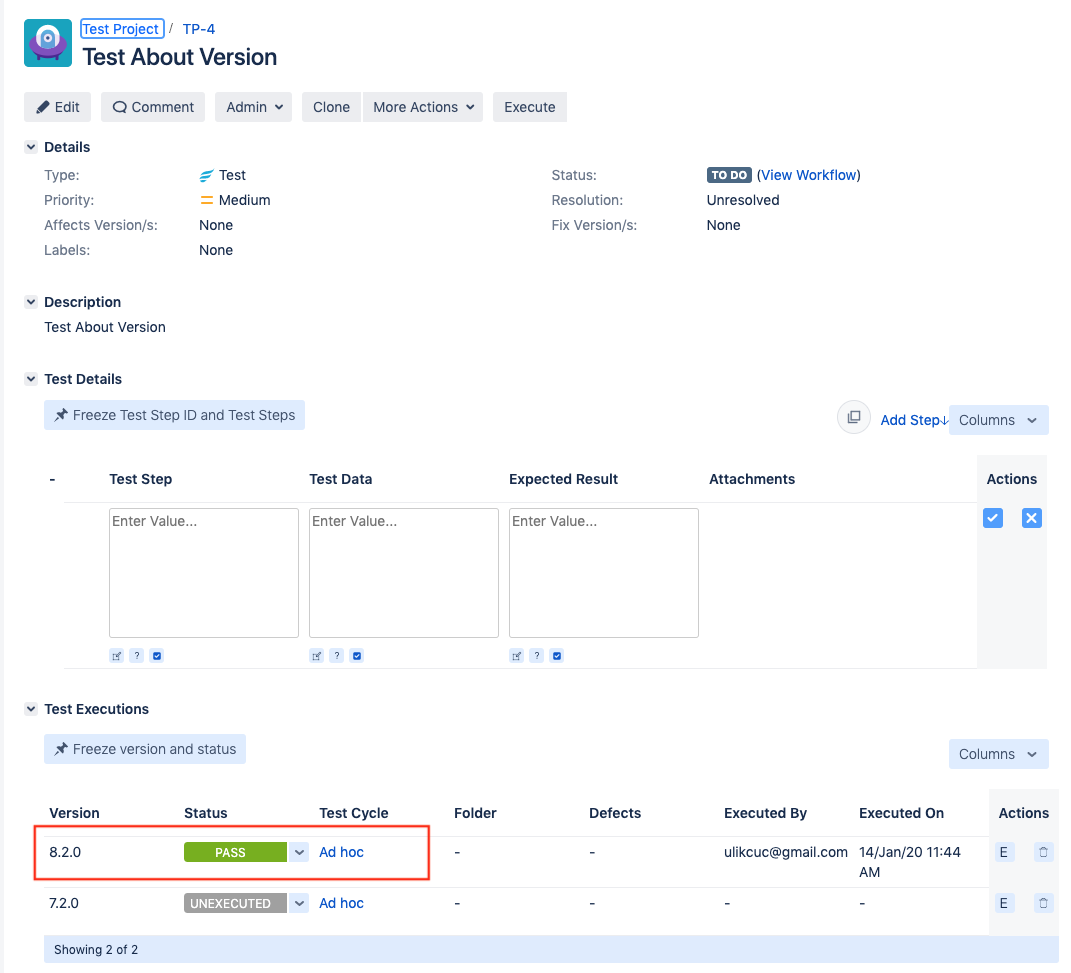 Test Project / TP-4
Test About Version
Edit Comment Admin Clone More Actions Execute
Details
Type: Test Status: TO DO (View Workflow)
Priority: Medium Resolution: Unresolved
Affects Version/s: None Fix Version/s: None
Labels: None
Description
Test About Version
Test Details
Freeze Test Step ID and Test Steps
Add Step↓ Columns
- Test Step Test Data Expected Result Attachments Actions
Enter Value... Enter Value... Enter Value...
? ? ?
Test Executions
Freeze version and status
Columns
Version Status Test Cycle Folder Defects Executed By Executed On Actions
8.2.0 PASS Ad hoc - - ulikcuc@gmail.com 14/Jan/20 11:44 E
AM
7.2.0 UNEXECUTED Ad hoc - - - - E
Showing 2 of 2